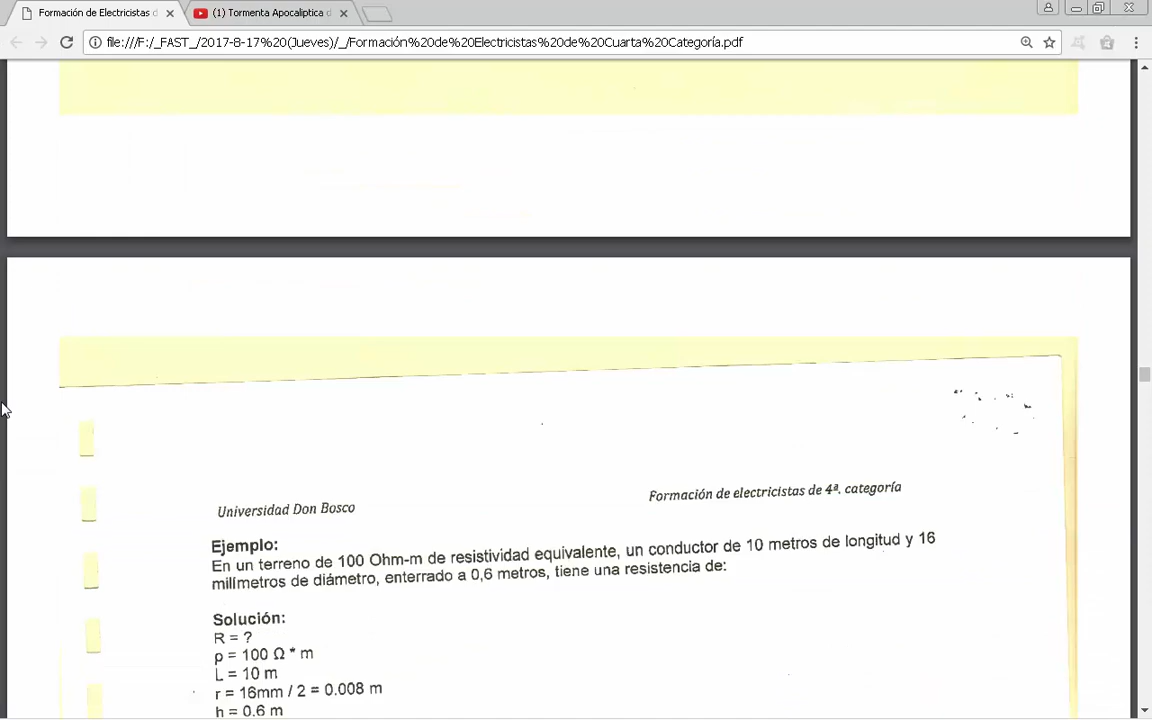 Formación de Electricistas d
(1) Tormenta Apocaliptica d
file:///F:/_FAST_/2017-8-17%20(Jueves)/_/Formación%20de%20Electricistas%20de%20Cuarta%20Categoría.pdf
Universidad Don Bosco
Formación de electricistas de 4ª. categoría
Ejemplo:
En un terreno de 100 Ohm-m de resistividad equivalente, un conductor de 10 metros de longitud y 16
milímetros de diámetro, enterrado a 0,6 metros, tiene una resistencia de:
Solución:
R = ?
ρ = 100 Ω * m
L = 10 m
r = 16mm / 2 = 0.008 m
h = 0.6 m